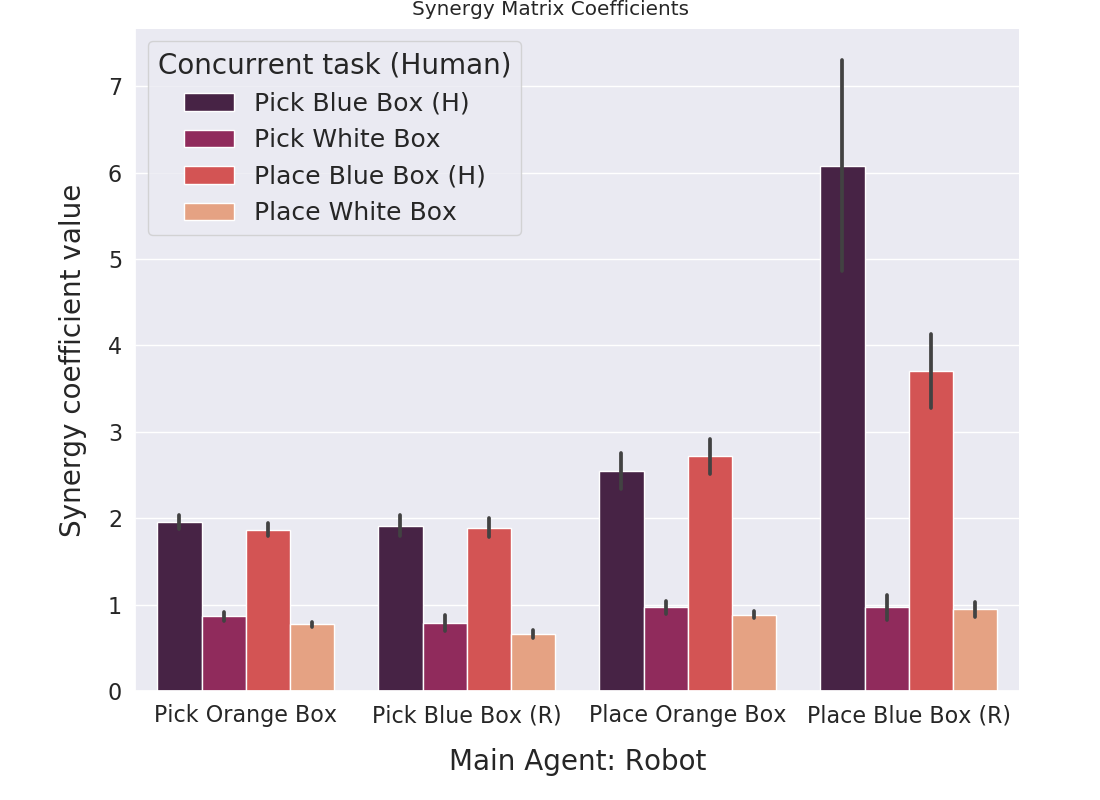 Synergy Matrix Coefficients
Concurrent task (Human)
Pick Blue Box (H)
Pick White Box
Place Blue Box (H)
Place White Box
Synergy coefficient value
7
6
5
4
3
2
1
0
Pick Orange Box
Pick Blue Box (R)
Place Orange Box
Place Blue Box (R)
Main Agent: Robot